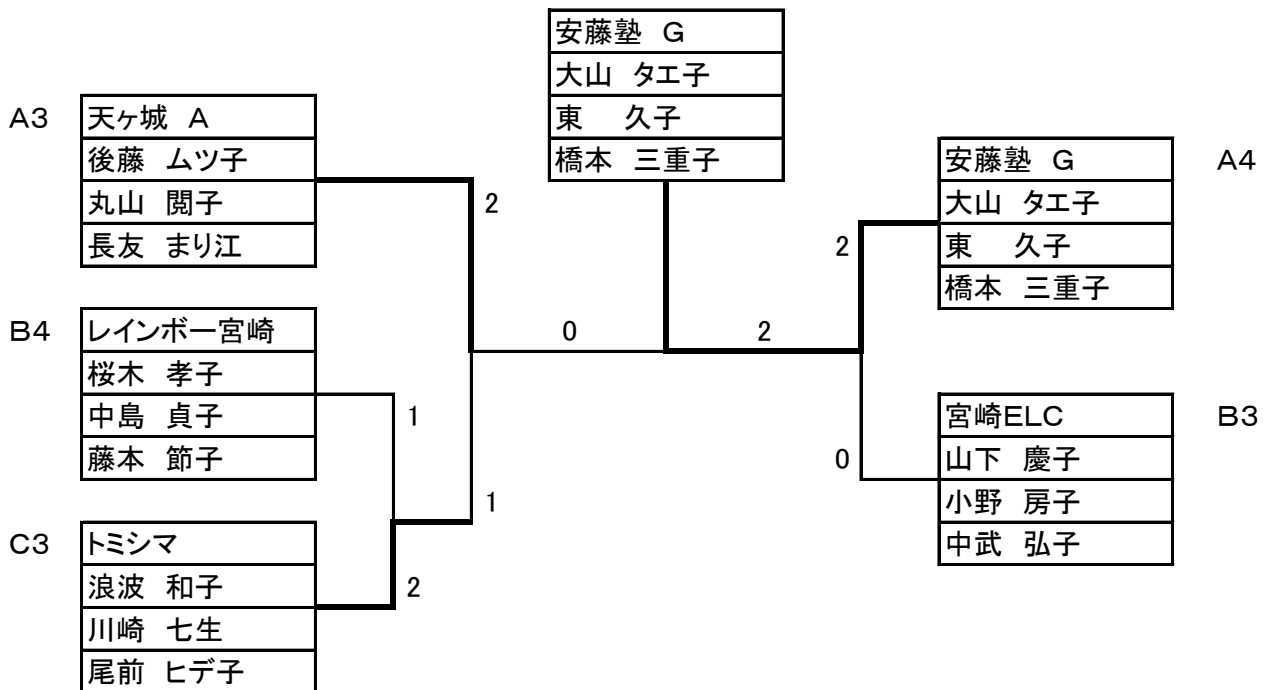 安藤塾 G
大山 タエ子
東 久子
橋本 三重子
A3
天ヶ城 A
後藤 ムツ子
丸山 閲子
長友 まり江
2
B4
レインボー宮崎
桜木 孝子
中島 貞子
藤本 節子
1
C3
トミシマ
浪波 和子
川崎 七生
尾前 ヒデ子
2
1
0
2
安藤塾 G
大山 タエ子
東 久子
橋本 三重子
A4
2
宮崎ELC
山下 慶子
小野 房子
中武 弘子
B3
0